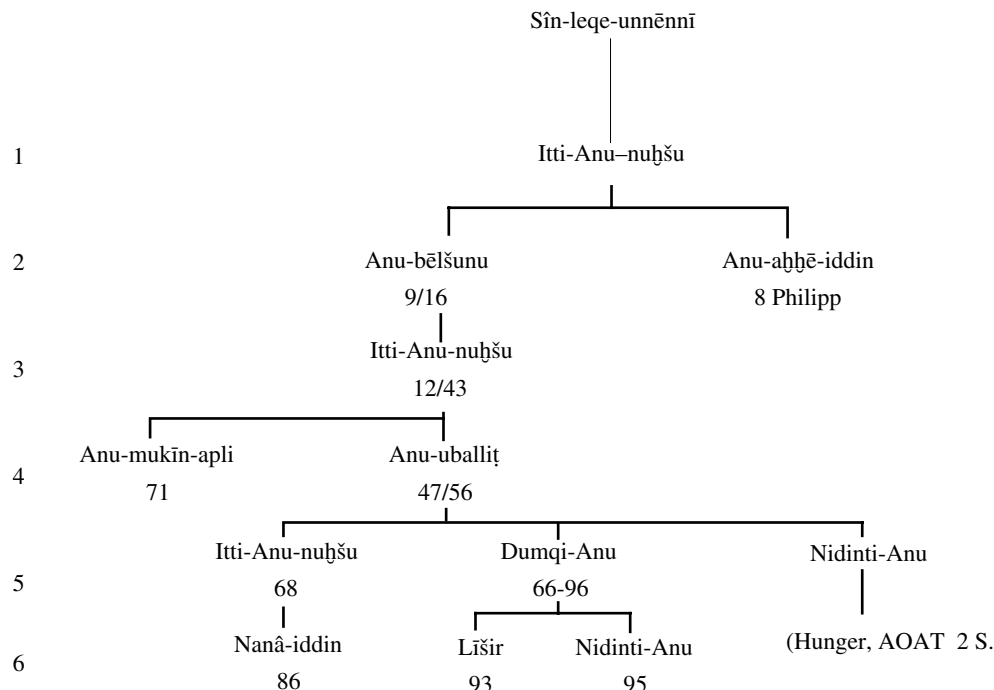 Sîn-leqe-unnēnnī
1 Itti-Anu–nuḫšu
2 Anu-bēlšunu Anu-aḫḫē-iddin
9/16 8 Philipp
Itti-Anu-nuḫšu
3
12/43
Anu-mukīn-apli Anu-uballiṭ
4
71 47/56
Itti-Anu-nuḫšu Dumqi-Anu Nidinti-Anu
5
68 66-96
Nanâ-iddin Līšir Nidinti-Anu (Hunger, AOAT 2 S.
6
86 93 95